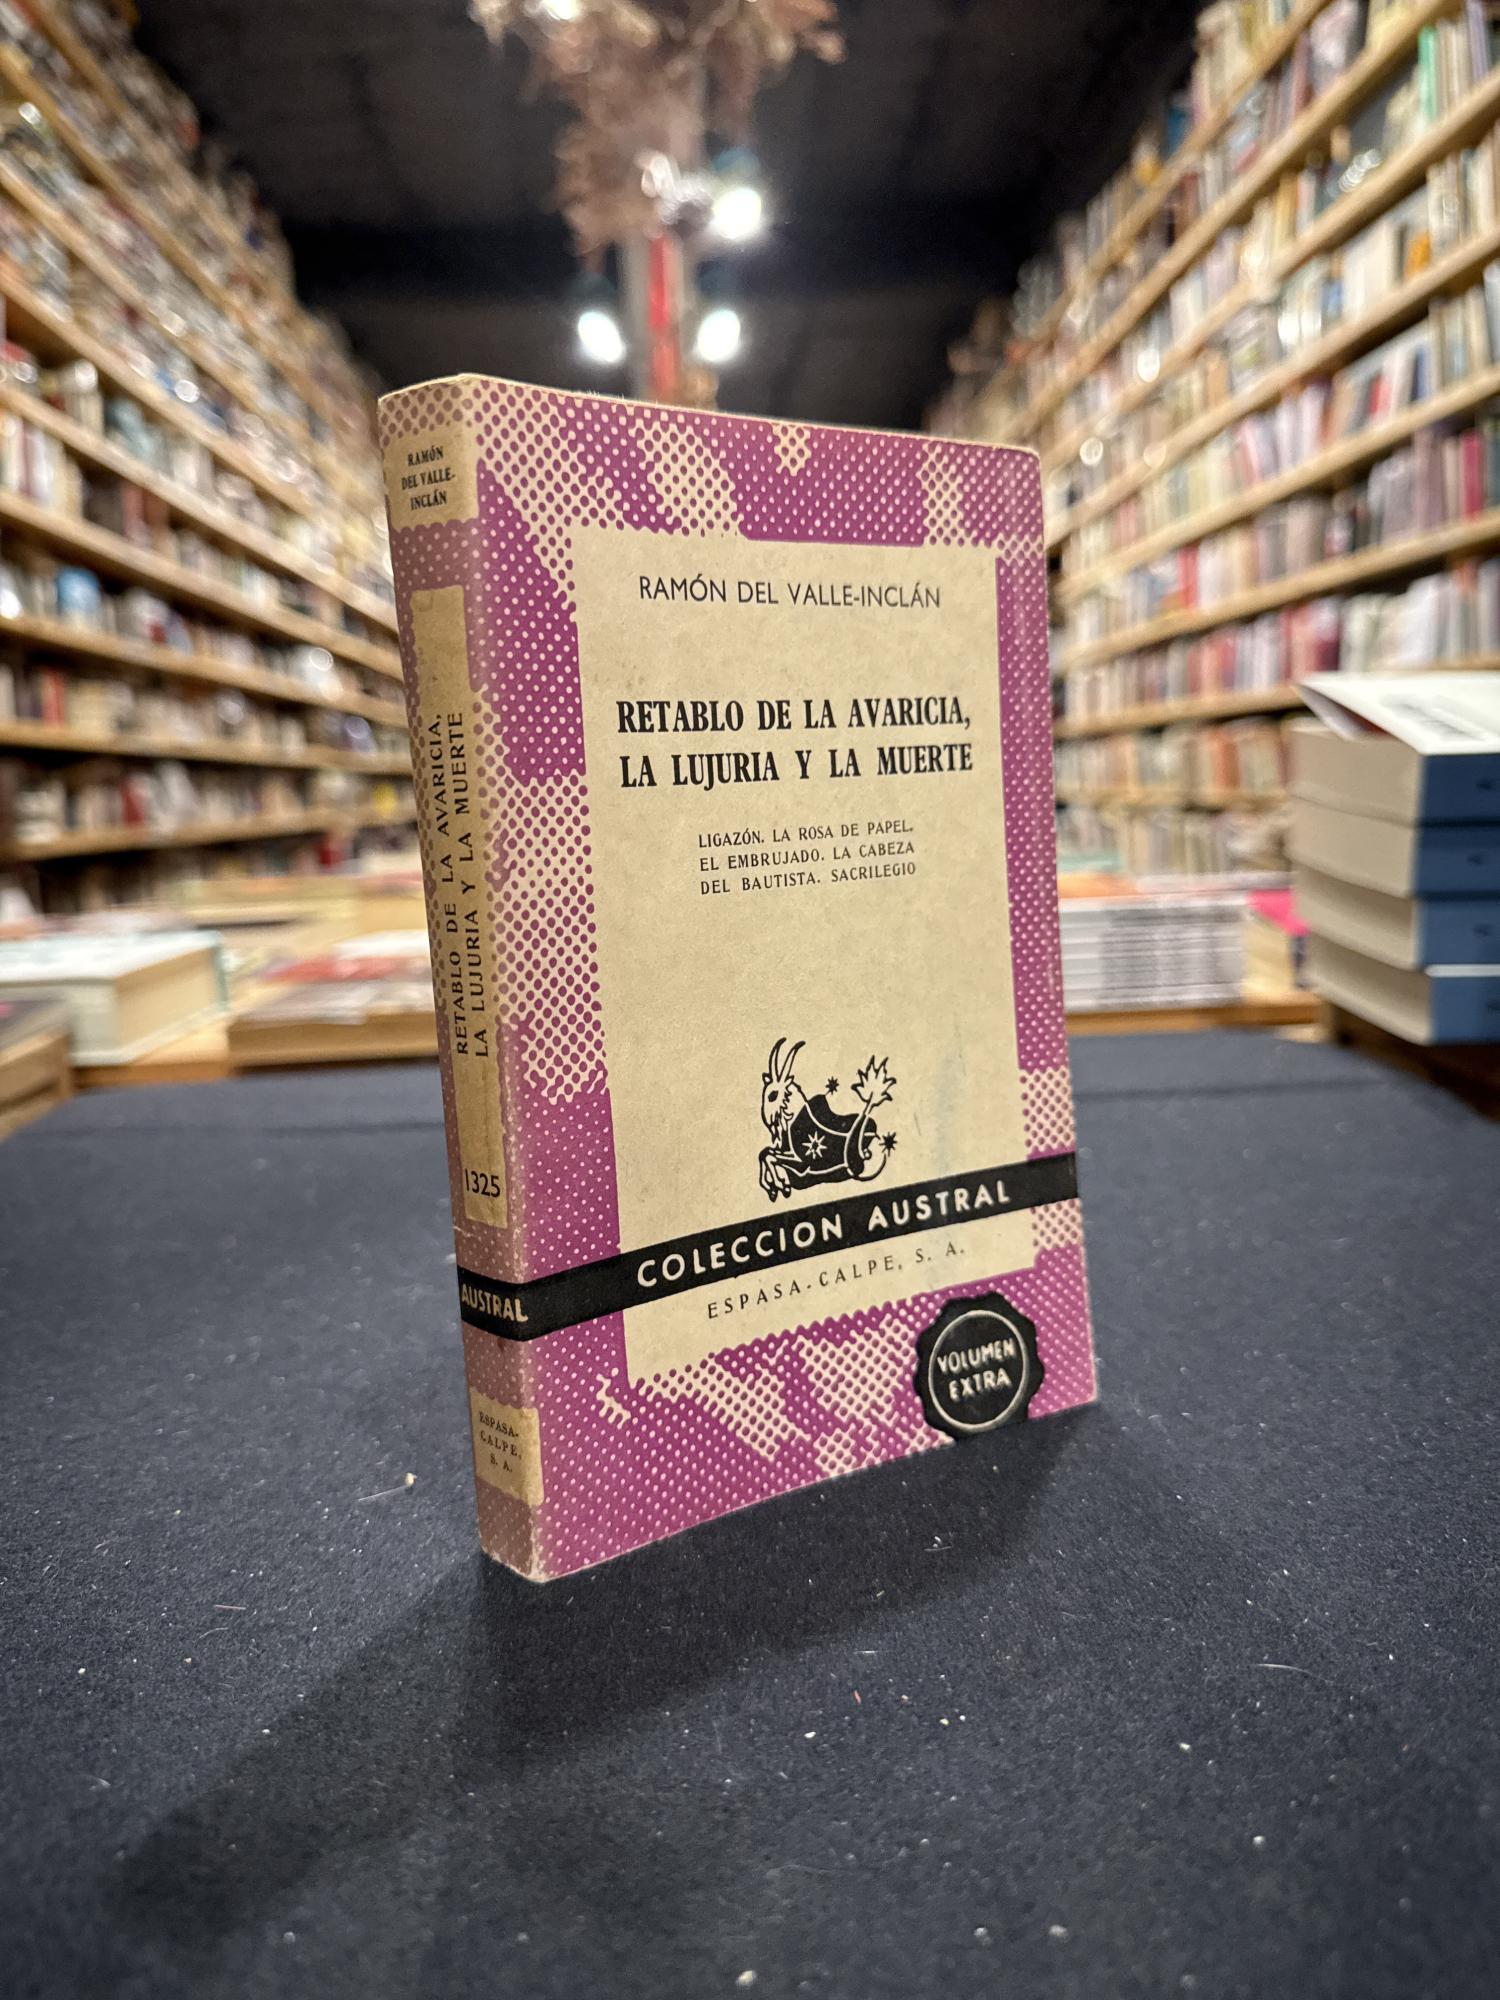 RAMÓN
DEL VALLE-
INCLÁN
RETABLO DE LA AVARICIA,
LA LUJURIA Y LA MUERTE
1325
AUSTRAL
ESPASA-
CALPE,
S. A.
RAMÓN DEL VALLE-INCLÁN
RETABLO DE LA AVARICIA,
LA LUJURIA Y LA MUERTE
LIGAZÓN. LA ROSA DE PAPEL.
EL EMBRUJADO. LA CABEZA
DEL BAUTISTA. SACRILEGIO
COLECCION AUSTRAL
ESPASA-CALPE, S. A.
VOLUMEN
EXTRA